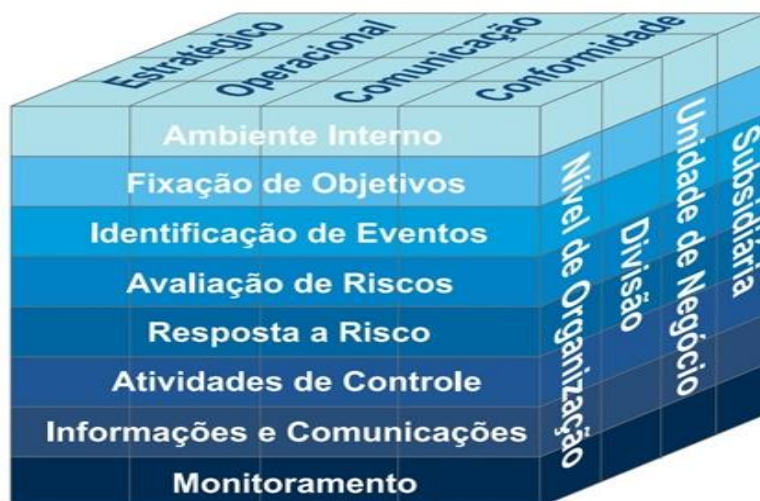 Estratégico
Operacional
Comunicação
Conformidade
Ambiente Interno
Fixação de Objetivos
Identificação de Eventos
Avaliação de Riscos
Resposta a Risco
Atividades de Controle
Informações e Comunicações
Monitoramento
Nível de Organização
Divisão
Unidade de Negócio
Subsidiária